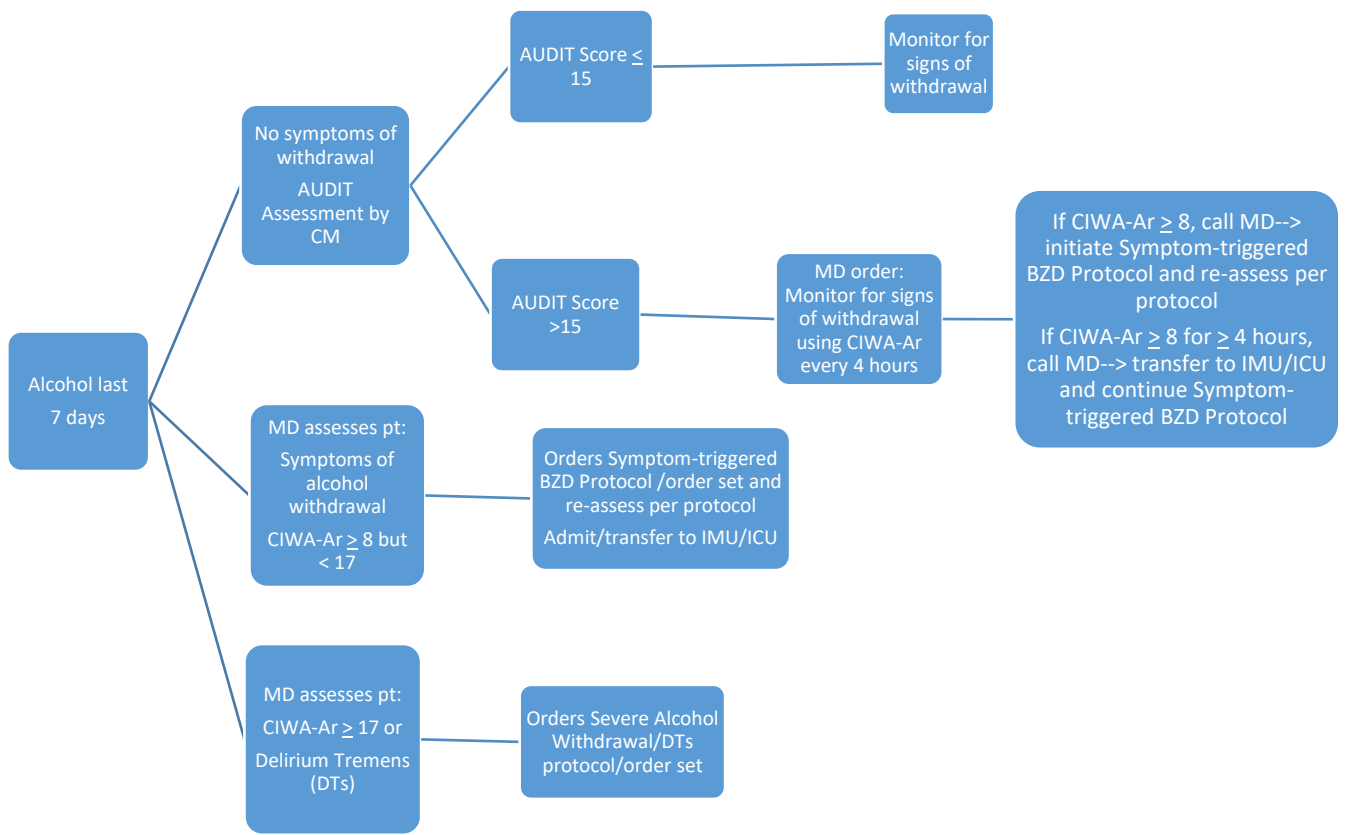 Alcohol last
7 days
No symptoms of
withdrawal
AUDIT
Assessment by
CM
AUDIT Score <
15
Monitor for
signs of
withdrawal
AUDIT Score
>15
MD order:
Monitor for signs
of withdrawal
using CIWA-Ar
every 4 hours
If CIWA-Ar > 8, call MD-->
initiate Symptom-triggered
BZD Protocol and re-assess per
protocol
If CIWA-Ar > 8 for > 4 hours,
call MD--> transfer to IMU/ICU
and continue Symptom-
triggered BZD Protocol
MD assesses pt:
Symptoms of
alcohol
withdrawal
CIWA-Ar > 8 but
< 17
Orders Symptom-triggered
BZD Protocol /order set and
re-assess per protocol
Admit/transfer to IMU/ICU
MD assesses pt:
CIWA-Ar > 17 or
Delirium Tremens
(DTs)
Orders Severe Alcohol
Withdrawal/DTs
protocol/order set